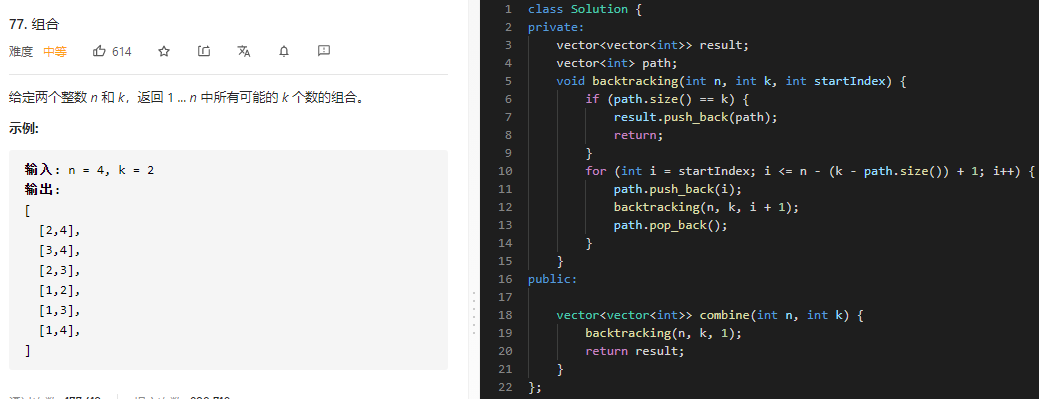 77. 组合
难度 中等 614
给定两个整数 n 和 k，返回 1 ... n 中所有可能的 k 个数的组合。
示例:
输入: n = 4, k = 2
输出:
[
  [2,4],
  [3,4],
  [2,3],
  [1,2],
  [1,3],
  [1,4],
]
1 class Solution {
2 private:
3     vector<vector<int>> result;
4     vector<int> path;
5     void backtracking(int n, int k, int startIndex) {
6         if (path.size() == k) {
7             result.push_back(path);
8             return;
9         }
10         for (int i = startIndex; i <= n - (k - path.size()) + 1; i++) {
11             path.push_back(i);
12             backtracking(n, k, i + 1);
13             path.pop_back();
14         }
15     }
16 public:
17
18     vector<vector<int>> combine(int n, int k) {
19         backtracking(n, k, 1);
20         return result;
21     }
22 };